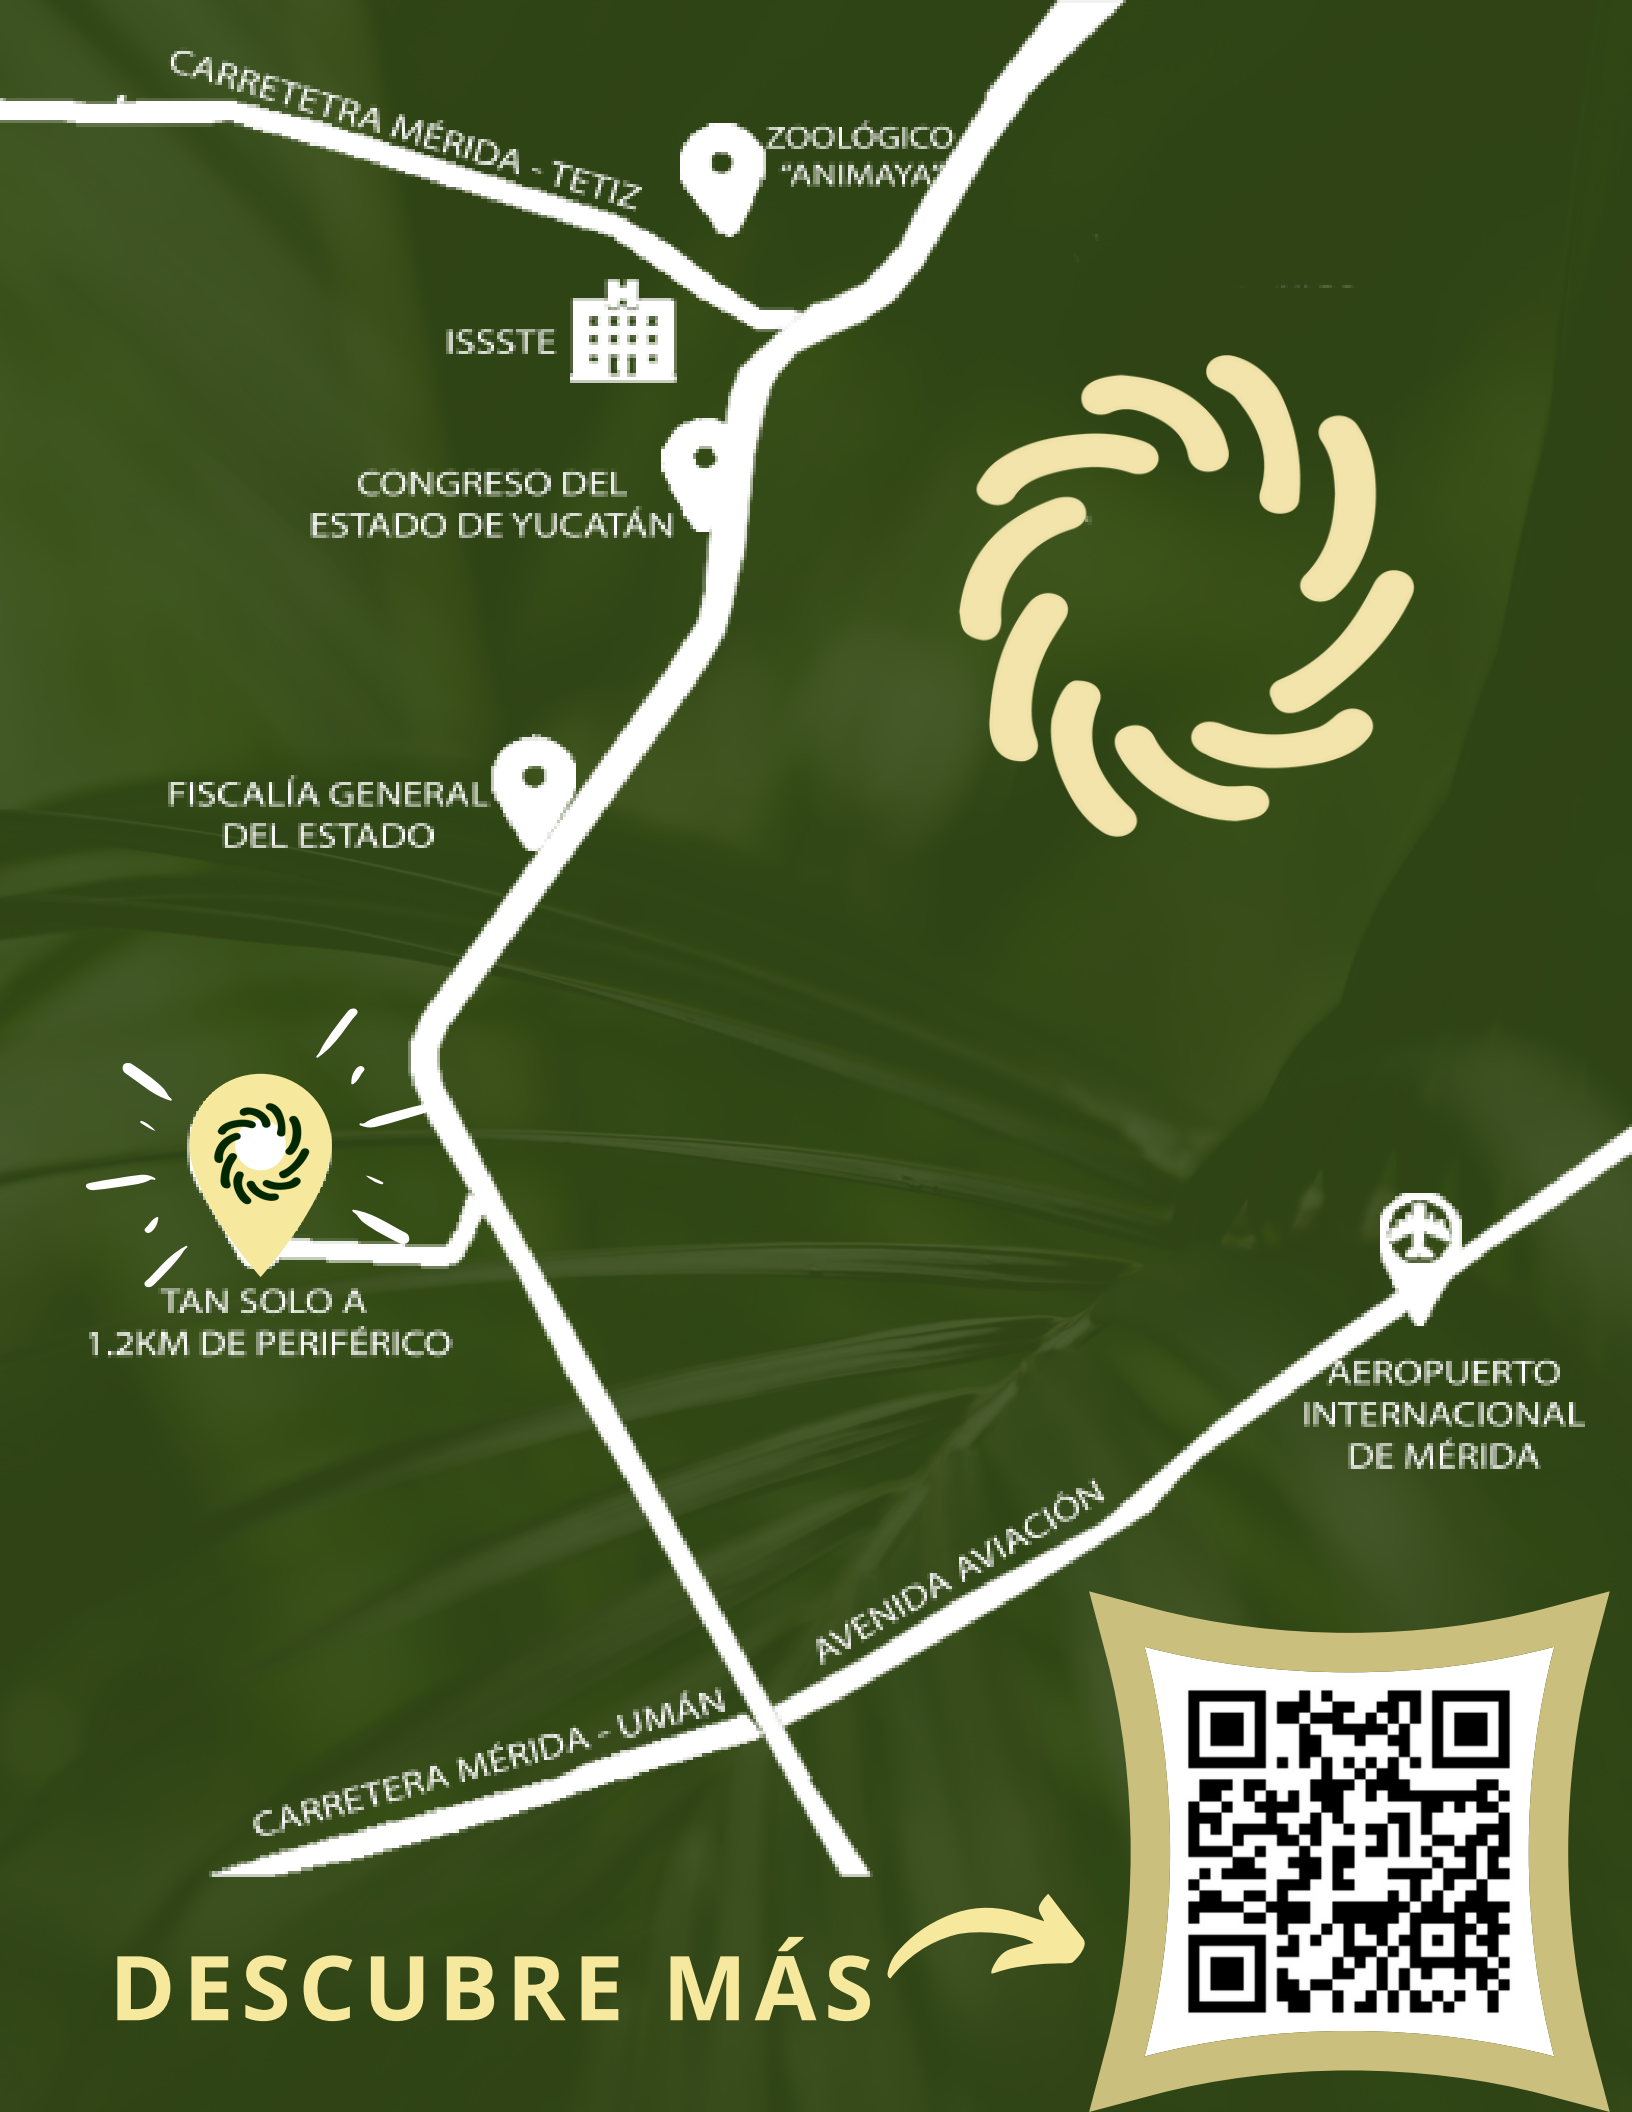 CARRETETRA MÉRIDA - TETIZ
ZOOLÓGICO
"ANIMAYA"
ISSSTE
CONGRESO DEL
ESTADO DE YUCATÁN
FISCALÍA GENERAL
DEL ESTADO
TAN SOLO A
1.2KM DE PERIFÉRICO
AEROPUERTO
INTERNACIONAL
DE MÉRIDA
AVENIDA AVIACIÓN
CARRETERA MÉRIDA - UMÁN
DESCUBRE MÁS